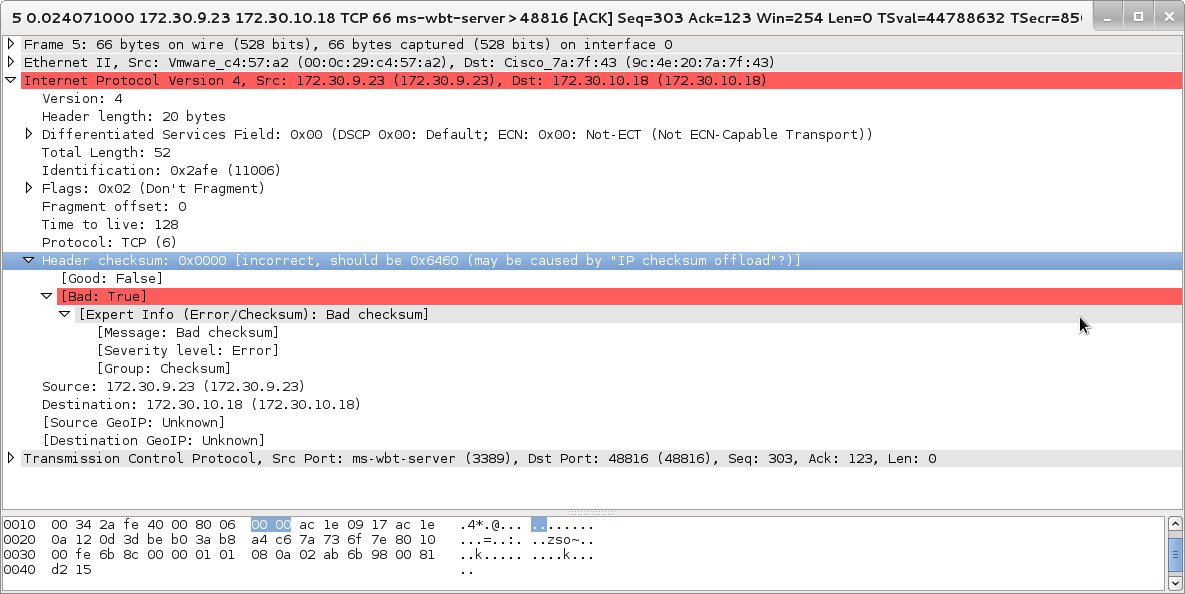 5 0.024071000 172.30.9.23 172.30.10.18 TCP 66 ms-wbt-server > 48816 [ACK] Seq=303 Ack=123 Win=254 Len=0 TSval=44788632 TSecr=85
Frame 5: 66 bytes on wire (528 bits), 66 bytes captured (528 bits) on interface 0
Ethernet II, Src: Vmware_c4:57:a2 (00:0c:29:c4:57:a2), Dst: Cisco_7a:7f:43 (9c:4e:20:7a:7f:43)
Internet Protocol Version 4, Src: 172.30.9.23 (172.30.9.23), Dst: 172.30.10.18 (172.30.10.18)
Version: 4
Header length: 20 bytes
Differentiated Services Field: 0x00 (DSCP 0x00: Default; ECN: 0x00: Not-ECT (Not ECN-Capable Transport))
Total Length: 52
Identification: 0x2afe (11006)
Flags: 0x02 (Don't Fragment)
Fragment offset: 0
Time to live: 128
Protocol: TCP (6)
Header checksum: 0x0000 [incorrect, should be 0x6460 (may be caused by "IP checksum offload"?)]
[Good: False]
[Bad: True]
[Expert Info (Error/Checksum): Bad checksum]
[Message: Bad checksum]
[Severity level: Error]
[Group: Checksum]
Source: 172.30.9.23 (172.30.9.23)
Destination: 172.30.10.18 (172.30.10.18)
[Source GeoIP: Unknown]
[Destination GeoIP: Unknown]
Transmission Control Protocol, Src Port: ms-wbt-server (3389), Dst Port: 48816 (48816), Seq: 303, Ack: 123, Len: 0
0010 00 34 2a fe 40 00 80 06 00 00 ac 1e 09 17 ac 1e .4*.@... ........
0020 0a 12 0d 3d be b0 3a b8 a4 c6 7a 73 6f 7e 80 10 ...=..:. ..zso~..
0030 00 fe 6b 8c 00 00 01 01 08 0a 02 ab 6b 98 00 81 ..k..... ....k...
0040 d2 15 ..